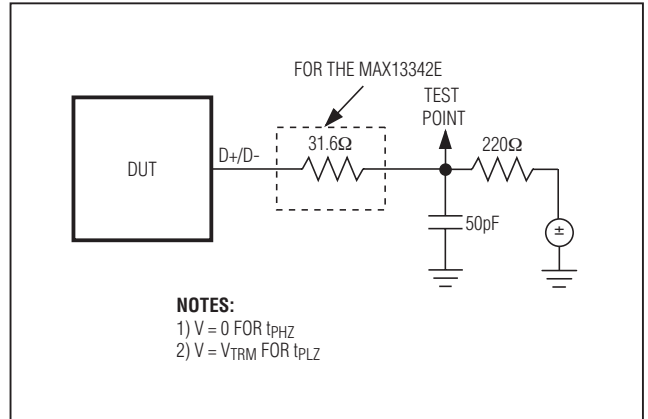 FOR THE MAX13342E
TEST
POINT
31.6Ω
220Ω
D+/D-
DUT
50pF
±
NOTES:
1) V = 0 FOR tPHZ
2) V = VTRM FOR tPLZ